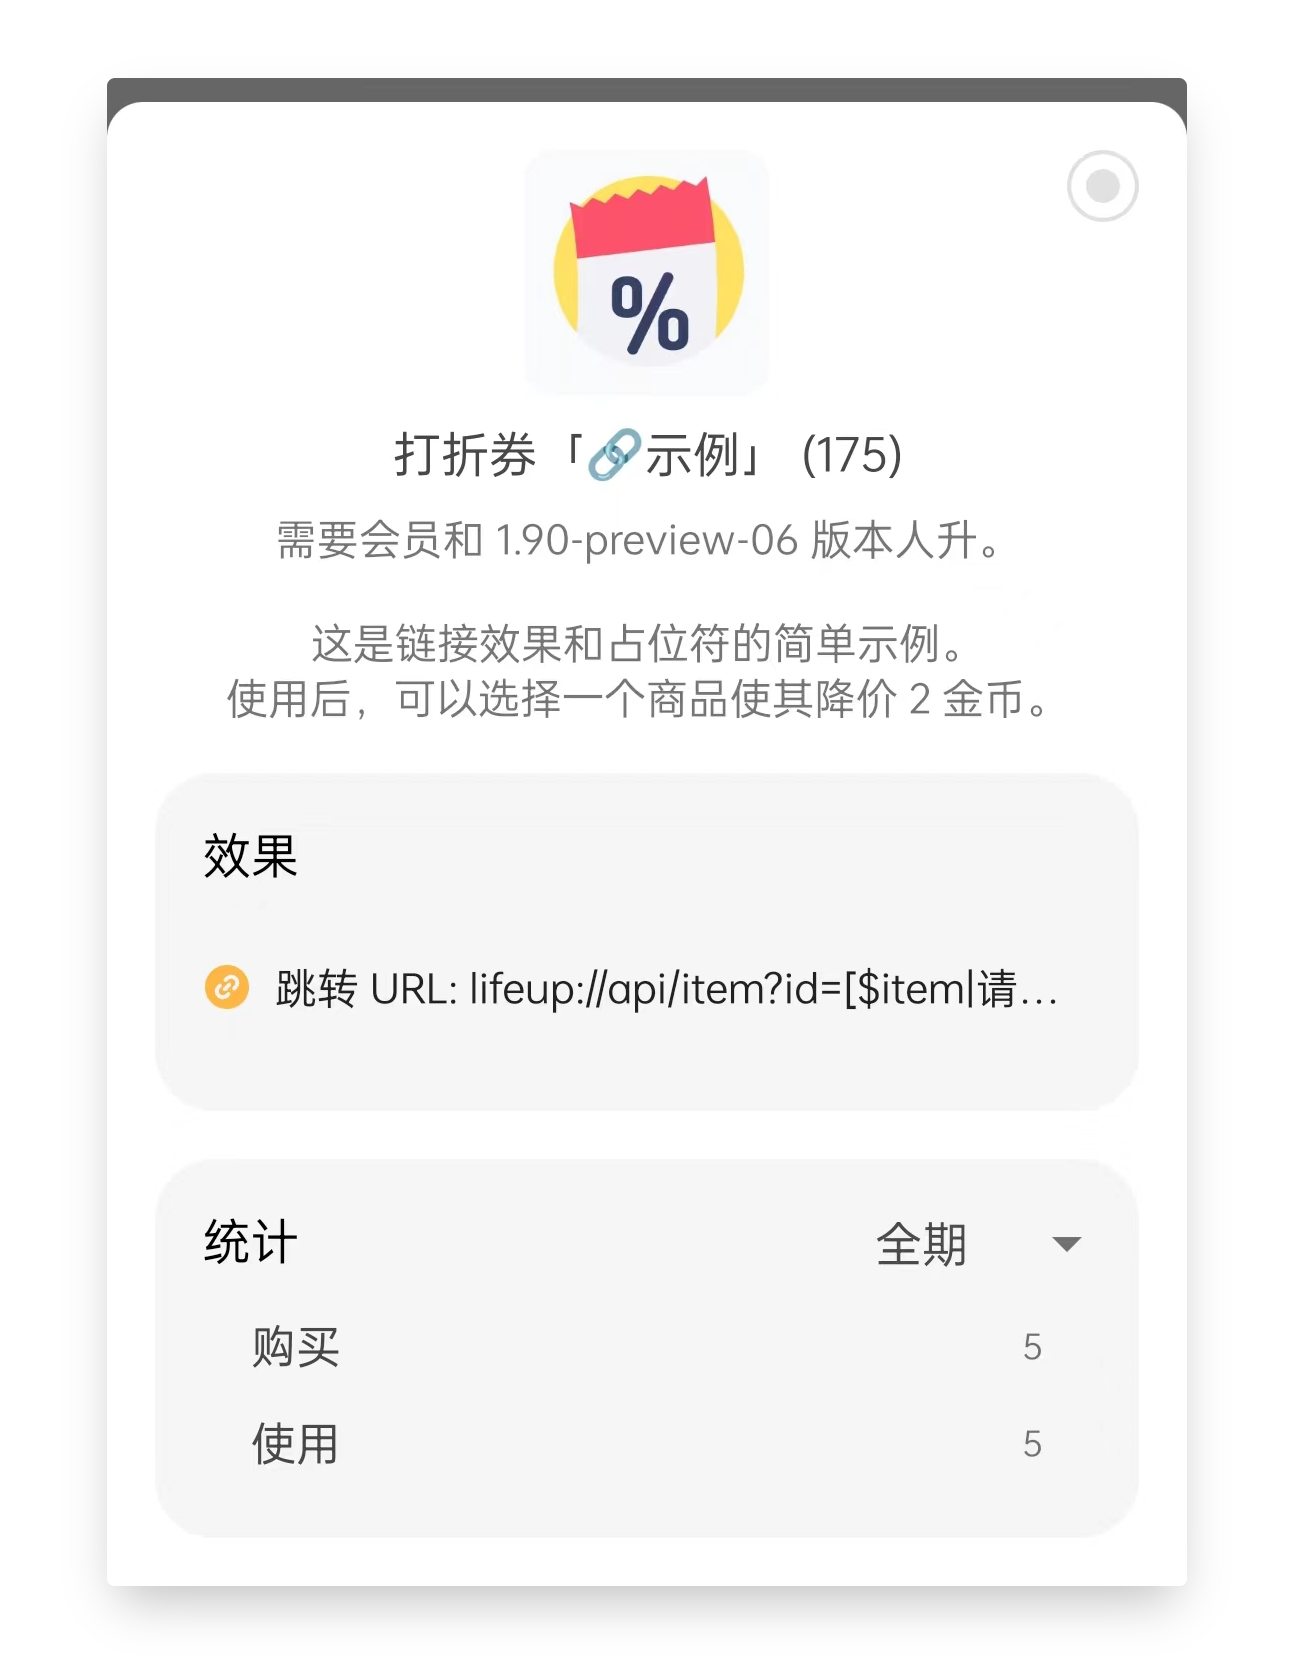 %
打折券「🔗示例」 (175)
需要会员和 1.90-preview-06 版本人升。
这是链接效果和占位符的简单示例。
使用后，可以选择一个商品使其降价 2 金币。
效果
跳转 URL: lifeup://api/item?id=[$item|请...
统计
全期
购买 5
使用 5